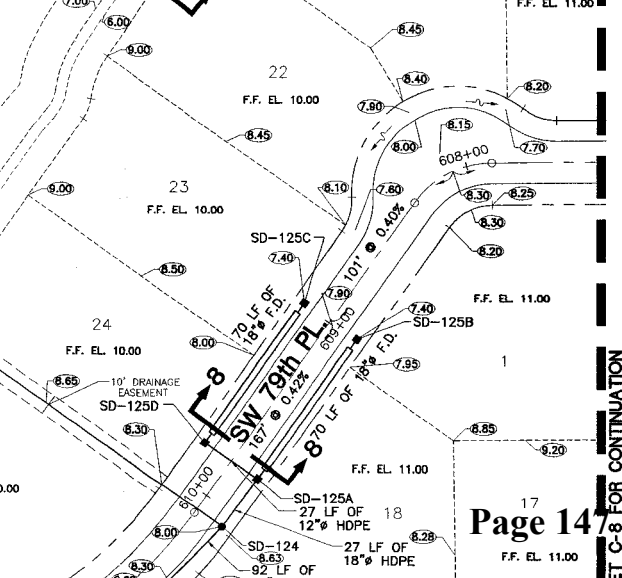 7.00
6.00
9.00
8.45
F.F. EL. 11.00
22
F.F. EL. 10.00
8.40
7.90
8.20
8.45
8.00
8.15
608+00
7.70
9.00
23
F.F. EL. 10.00
8.10
7.80
8.30
8.25
8.30
8.20
SD-125C
7.40
101' @ 0.40%
8.50
7.90
F.F. EL. 11.00
24
F.F. EL. 10.00
8.00
70 LF OF
18"ø F.D.
609+00
7.40
SD-125B
SW 79th PL.
8.65
10' DRAINAGE
EASEMENT
SD-125D
8
167' @ 0.42%
70 LF OF 18"ø F.D.
7.95
1
8.30
8
8.85
9.20
F.F. EL. 11.00
610+00
SD-125A
27 LF OF
12"ø HDPE
18
17
Page 147
8.00
SD-124
8.63
27 LF OF
18"ø HDPE
8.28
F.F. EL. 11.00
8.30
92 LF OF
ET C-8 FOR CONTINUATION